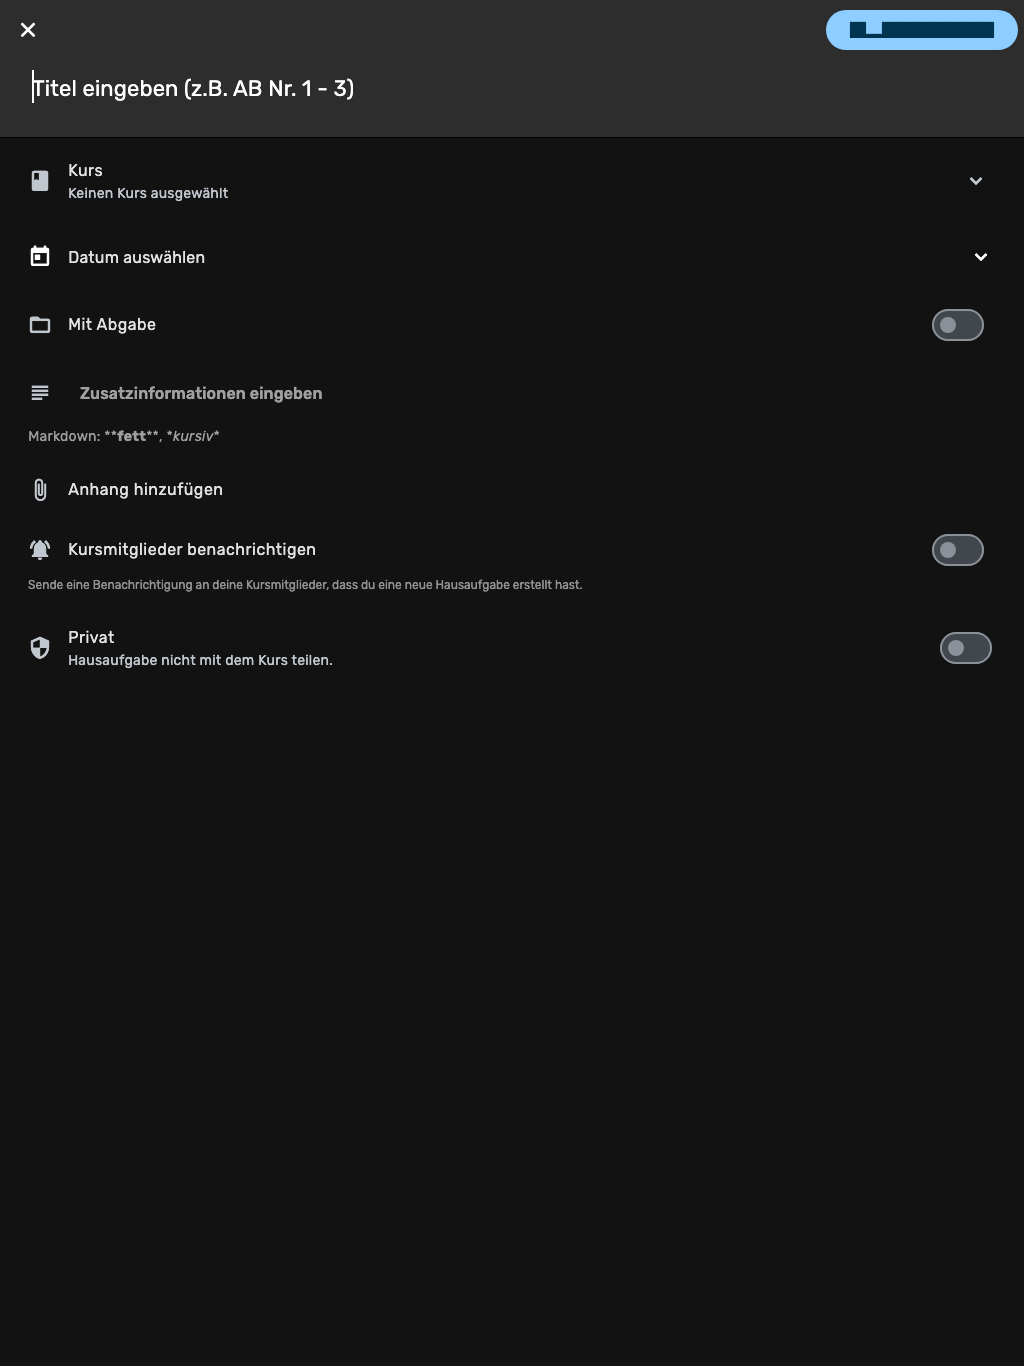 Titel eingeben (z.B. AB Nr. 1 - 3)
Kurs
Keinen Kurs ausgewählt
Datum auswählen
Mit Abgabe
Zusatzinformationen eingeben
Markdown: **fett**, *kursiv*
Anhang hinzufügen
Kursmitglieder benachrichtigen
Sende eine Benachrichtigung an deine Kursmitglieder, dass du eine neue Hausaufgabe erstellt hast.
Privat
Hausaufgabe nicht mit dem Kurs teilen.